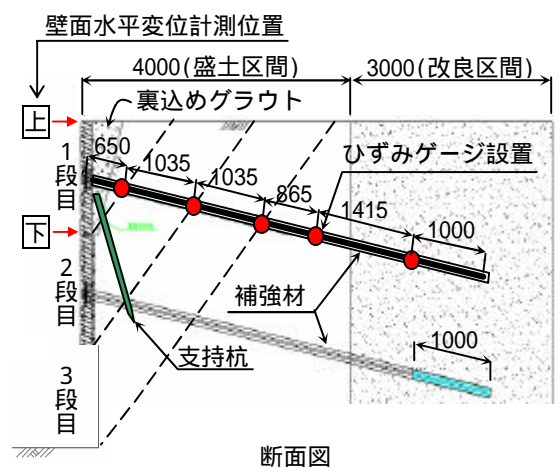 壁面水平変位計測位置
4000(盛土区間)
3000(改良区間)
上
裏込めグラウト
1段目
650
1035
1035
865
1415
1000
ひずみゲージ設置
下
2段目
補強材
1000
支持杭
3段目
断面図